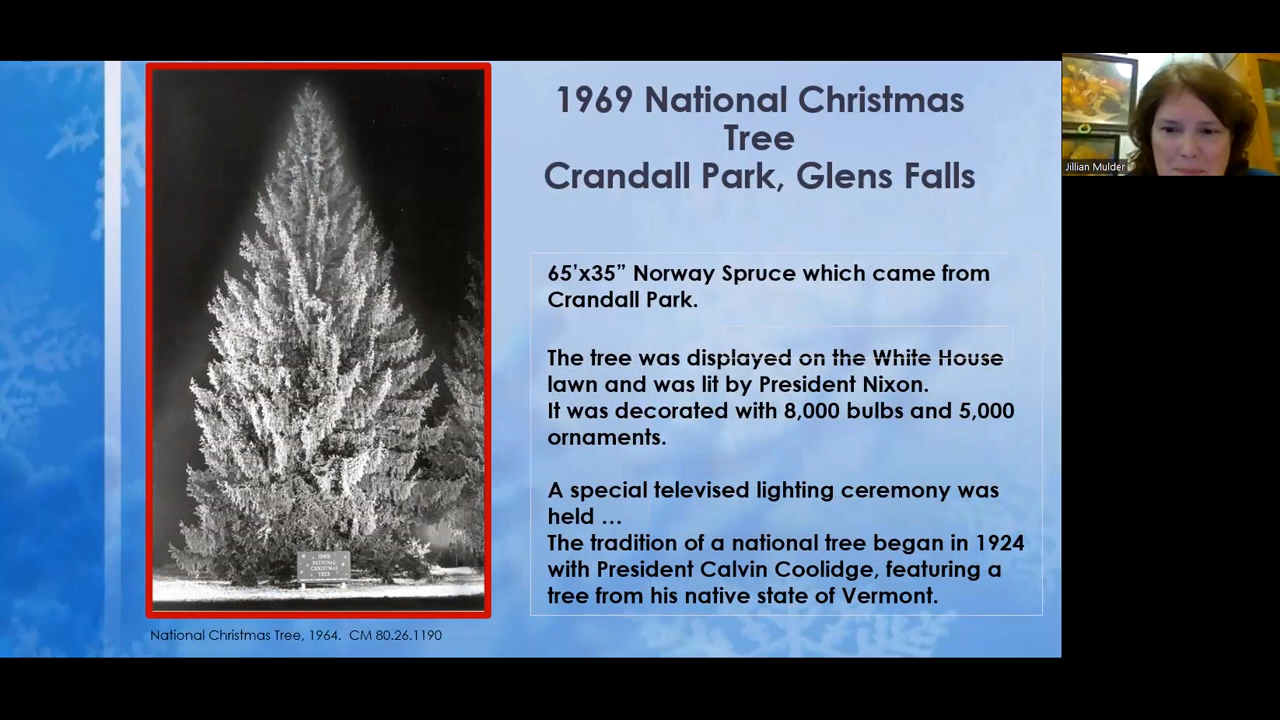 1969 National Christmas
Tree
Crandall Park, Glens Falls
65’x35” Norway Spruce which came from
Crandall Park.
The tree was displayed on the White House
lawn and was lit by President Nixon.
It was decorated with 8,000 bulbs and 5,000
ornaments.
A special televised lighting ceremony was
held …
The tradition of a national tree began in 1924
with President Calvin Coolidge, featuring a
tree from his native state of Vermont.
1969
NATIONAL
CHRISTMAS
TREE
National Christmas Tree, 1964.  CM 80.26.1190
Jillian Mulder